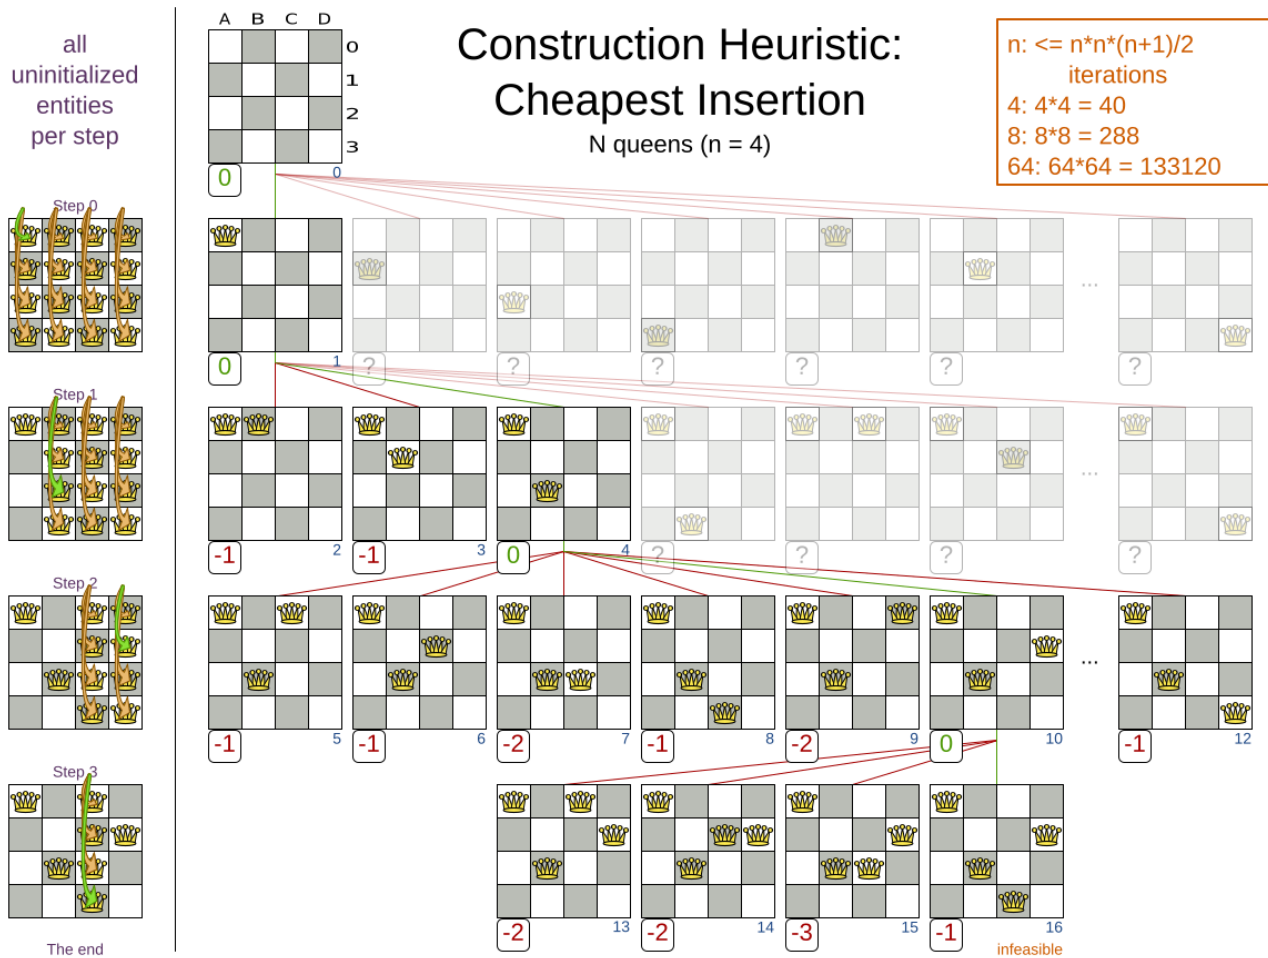 all
uninitialized
entities
per step
A B C D
0
1
2
3
0
0
Construction Heuristic:
Cheapest Insertion
N queens (n = 4)
n: <= n*n*(n+1)/2
iterations
4: 4*4 = 40
8: 8*8 = 288
64: 64*64 = 133120
Step 0
...
0 1 ? ? ? ? ? ?
Step 1
...
-1 2 -1 3 0 4 ? ? ? ?
Step 2
...
-1 5 -1 6 -2 7 -1 8 -2 9 0 10 -1 12
Step 3
-2 13 -2 14 -3 15 -1 16
The end
infeasible